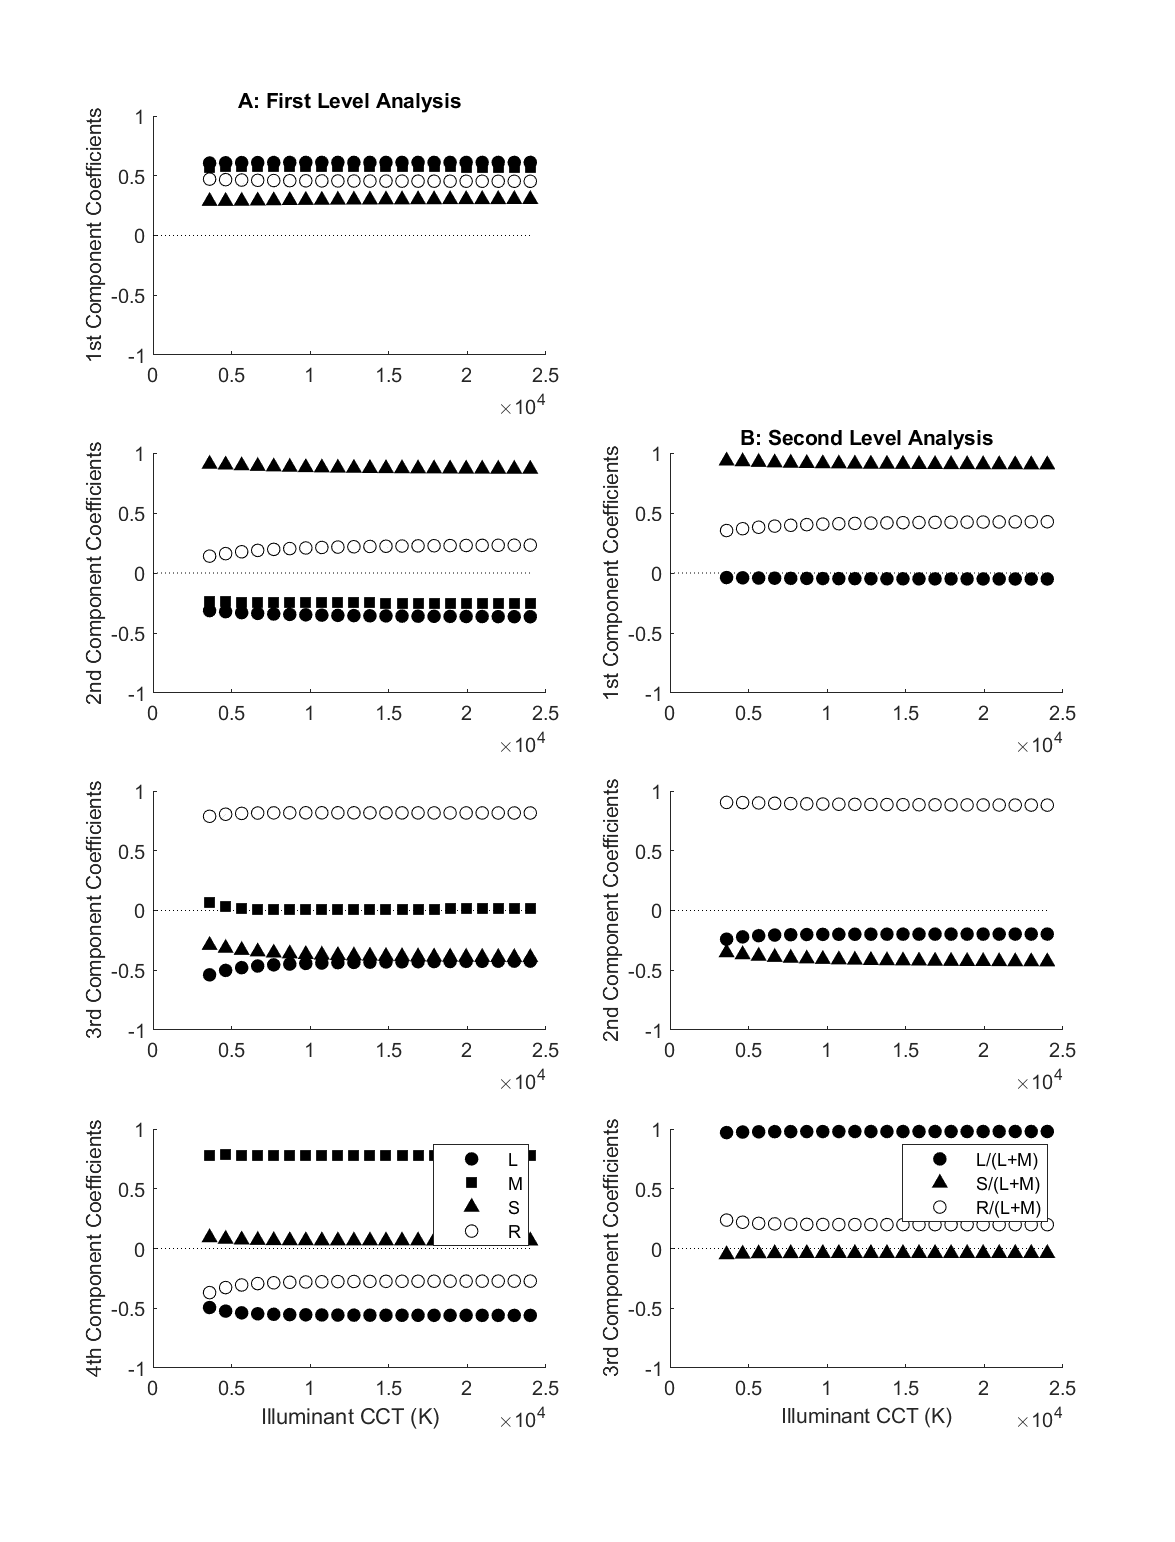 A: First Level Analysis
1st Component Coefficients
1
0.5
0
-0.5
-1
0 0.5 1 1.5 2 2.5
×10^4
2nd Component Coefficients
1
0.5
0
-0.5
-1
0 0.5 1 1.5 2 2.5
×10^4
B: Second Level Analysis
1st Component Coefficients
1
0.5
0
-0.5
-1
0 0.5 1 1.5 2 2.5
×10^4
3rd Component Coefficients
1
0.5
0
-0.5
-1
0 0.5 1 1.5 2 2.5
×10^4
2nd Component Coefficients
1
0.5
0
-0.5
-1
0 0.5 1 1.5 2 2.5
×10^4
4th Component Coefficients
1
0.5
0
-0.5
-1
0 0.5 1 1.5 2 2.5
Illuminant CCT (K)
×10^4
L
M
S
R
3rd Component Coefficients
1
0.5
0
-0.5
-1
0 0.5 1 1.5 2 2.5
Illuminant CCT (K)
×10^4
L/(L+M)
S/(L+M)
R/(L+M)